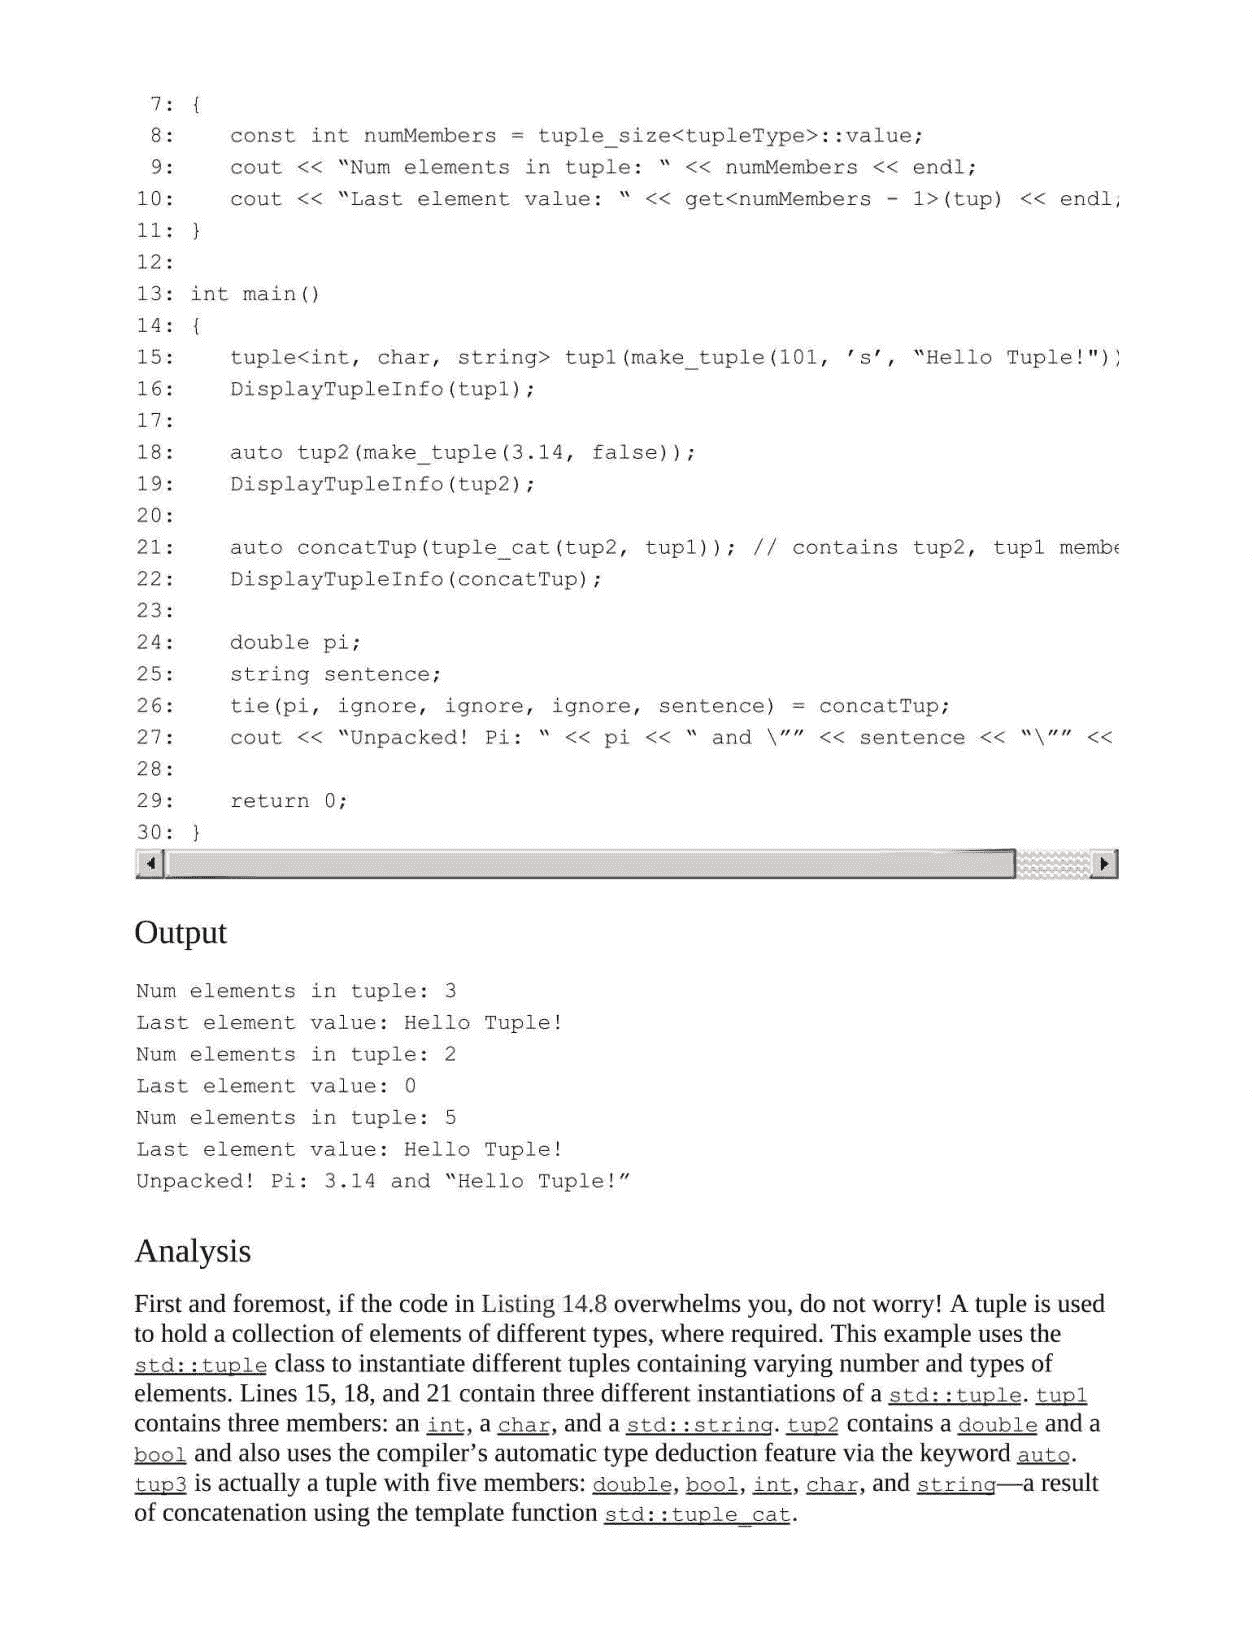 7: {
8:    const int numMembers = tuple_size<tupleType>::value;
9:    cout << “Num elements in tuple: “ << numMembers << endl;
10:    cout << “Last element value: “ << get<numMembers - 1>(tup) << endl;
11: }
12:
13: int main()
14: {
15:    tuple<int, char, string> tup1(make_tuple(101, ’s’, “Hello Tuple!"))
16:    DisplayTupleInfo(tup1);
17:
18:    auto tup2(make_tuple(3.14, false));
19:    DisplayTupleInfo(tup2);
20:
21:    auto concatTup(tuple_cat(tup2, tup1)); // contains tup2, tup1 membe
22:    DisplayTupleInfo(concatTup);
23:
24:    double pi;
25:    string sentence;
26:    tie(pi, ignore, ignore, ignore, sentence) = concatTup;
27:    cout << “Unpacked! Pi: “ << pi << “ and \”” << sentence << “\”” <<
28:
29:    return 0;
30: }
Output
Num elements in tuple: 3
Last element value: Hello Tuple!
Num elements in tuple: 2
Last element value: 0
Num elements in tuple: 5
Last element value: Hello Tuple!
Unpacked! Pi: 3.14 and “Hello Tuple!”
Analysis
First and foremost, if the code in Listing 14.8 overwhelms you, do not worry! A tuple is used
to hold a collection of elements of different types, where required. This example uses the
std::tuple class to instantiate different tuples containing varying number and types of
elements. Lines 15, 18, and 21 contain three different instantiations of a std::tuple. tup1
contains three members: an int, a char, and a std::string. tup2 contains a double and a
bool and also uses the compiler’s automatic type deduction feature via the keyword auto.
tup3 is actually a tuple with five members: double, bool, int, char, and string—a result
of concatenation using the template function std::tuple_cat.